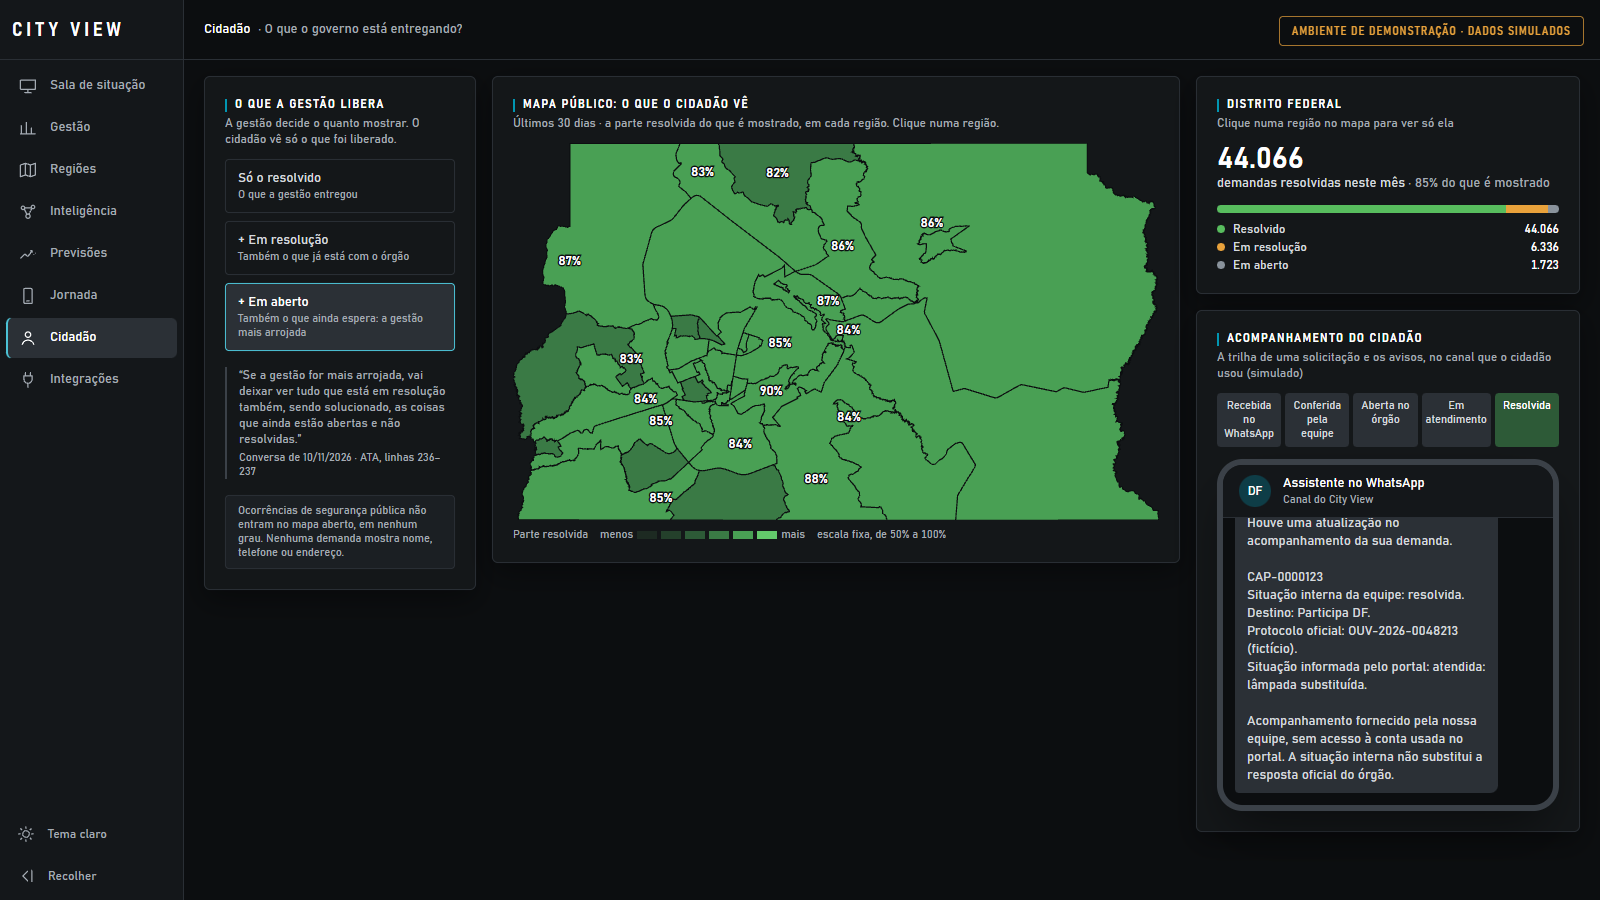 CITY VIEW
Sala de situação
Gestão
Regiões
Inteligência
Previsões
Jornada
Cidadão
Integrações
Tema claro
Recolher
Cidadão · O que o governo está entregando?
AMBIENTE DE DEMONSTRAÇÃO · DADOS SIMULADOS
O QUE A GESTÃO LIBERA
A gestão decide o quanto mostrar. O
cidadão vê só o que foi liberado.
Só o resolvido
O que a gestão entregou
+ Em resolução
Também o que já está com o órgão
+ Em aberto
Também o que ainda espera: a gestão
mais arrojada
"Se a gestão for mais arrojada, vai
deixar ver tudo que está em resolução
também, sendo solucionado, as coisas
que ainda estão abertas e não
resolvidas."
Conversa de 10/11/2026 · ATA, linhas 236–
237
Ocorrências de segurança pública não
entram no mapa aberto, em nenhum
grau. Nenhuma demanda mostra nome,
telefone ou endereço.
MAPA PÚBLICO: O QUE O CIDADÃO VÊ
Últimos 30 dias · a parte resolvida do que é mostrado, em cada região. Clique numa região.
83%
82%
86%
86%
87%
87%
84%
85%
83%
90%
84%
84%
85%
84%
88%
85%
Parte resolvida menos mais escala fixa, de 50% a 100%
DISTRITO FEDERAL
Clique numa região no mapa para ver só ela
44.066
demandas resolvidas neste mês · 85% do que é mostrado
Resolvido 44.066
Em resolução 6.336
Em aberto 1.723
ACOMPANHAMENTO DO CIDADÃO
A trilha de uma solicitação e os avisos, no canal que o cidadão
usou (simulado)
Recebida
no
WhatsApp
Conferida
pela
equipe
Aberta no
órgão
Em
atendimento
Resolvida
DF
Assistente no WhatsApp
Canal do City View
Houve uma atualização no
acompanhamento da sua demanda.
CAP-0000123
Situação interna da equipe: resolvida.
Destino: Participa DF.
Protocolo oficial: OUV-2026-0048213
(fictício).
Situação informada pelo portal: atendida:
lâmpada substituída.
Acompanhamento fornecido pela nossa
equipe, sem acesso à conta usada no
portal. A situação interna não substitui a
resposta oficial do órgão.